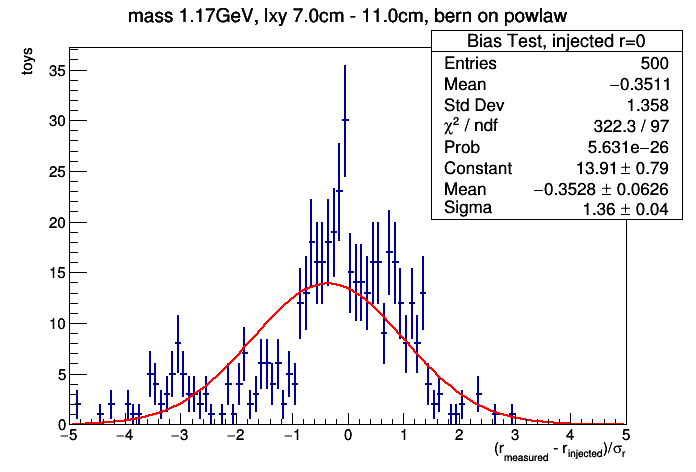 mass 1.17GeV, lxy 7.0cm - 11.0cm, bern on powlaw
Bias Test, injected r=0
Entries 500
Mean −0.3511
Std Dev 1.358
χ² / ndf 322.3 / 97
Prob 5.631e−26
Constant 13.91 ± 0.79
Mean −0.3528 ± 0.0626
Sigma 1.36 ± 0.04
toys
35
30
25
20
15
10
5
0
−5 −4 −3 −2 −1 0 1 2 3 4 5
(r_measured - r_injected)/σ_r